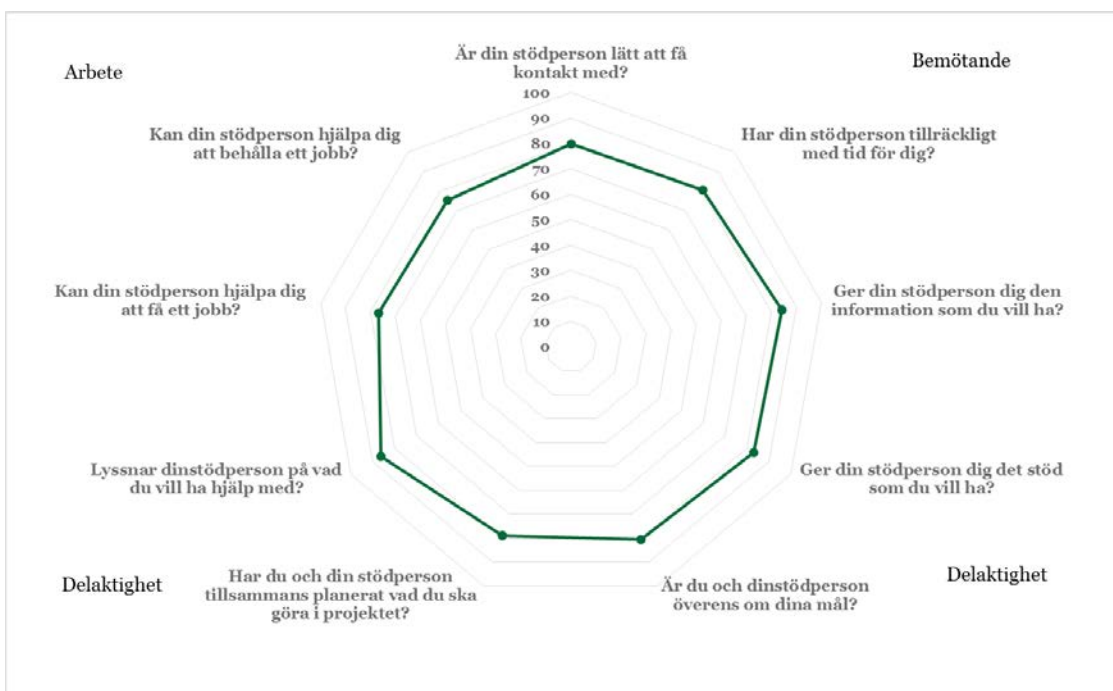 Är din stödperson lätt att få
kontakt med?
Arbete
Bemötande
100
90
80
70
60
50
40
30
20
10
0
Kan din stödperson hjälpa dig
att behålla ett jobb?
Har din stödperson tillräckligt
med tid för dig?
Kan din stödperson hjälpa dig
att få ett jobb?
Ger din stödperson dig den
information som du vill ha?
Lyssnar dinstödperson på vad
du vill ha hjälp med?
Ger din stödperson dig det stöd
som du vill ha?
Delaktighet
Har du och din stödperson
tillsammans planerat vad du ska
göra i projektet?
Är du och dinstödperson
överens om dina mål?
Delaktighet